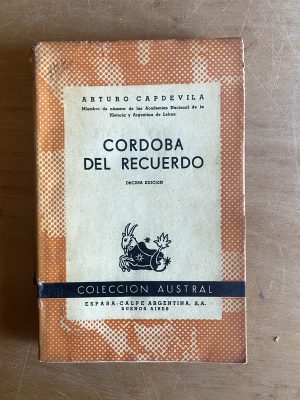 ARTURO CAPDEVILA
Miembro de número de las Academias Nacional de la
Historia y Argentina de Letras
CORDOBA
DEL RECUERDO
DECIMA EDICION
COLECCION AUSTRAL
ESPASA-CALPE ARGENTINA, S.A.
BUENOS AIRES